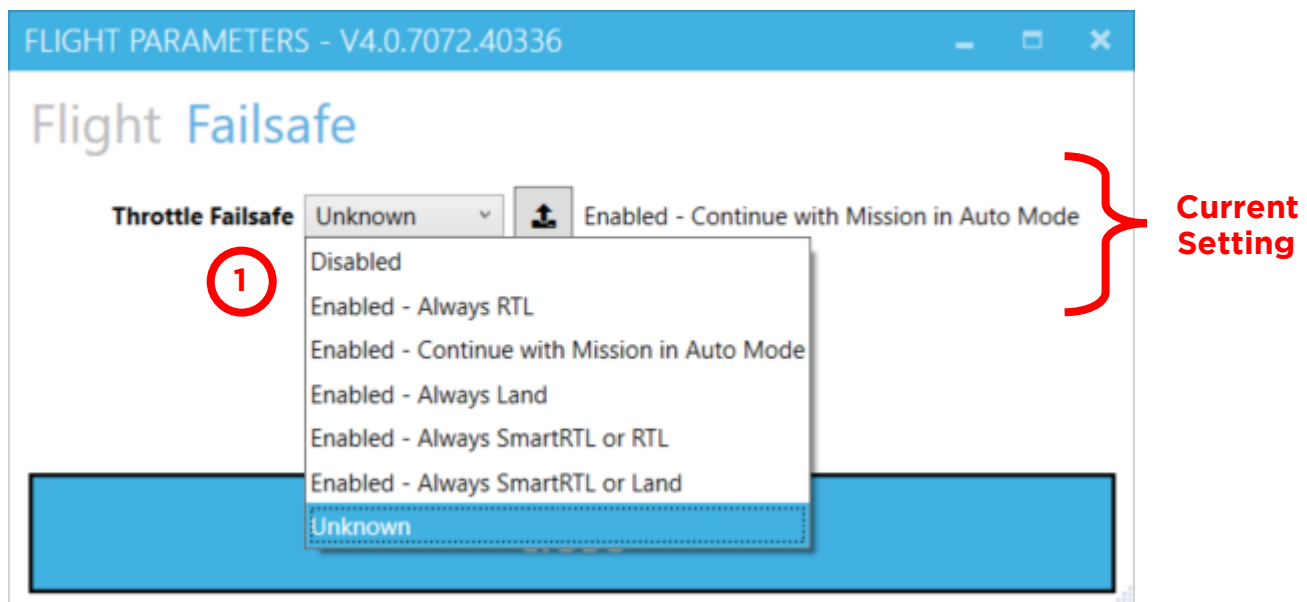 FLIGHT PARAMETERS - V4.0.7072.40336
Flight Failsafe
Throttle Failsafe Unknown Enabled - Continue with Mission in Auto Mode
Current
Setting
1
Disabled
Enabled - Always RTL
Enabled - Continue with Mission in Auto Mode
Enabled - Always Land
Enabled - Always SmartRTL or RTL
Enabled - Always SmartRTL or Land
Unknown